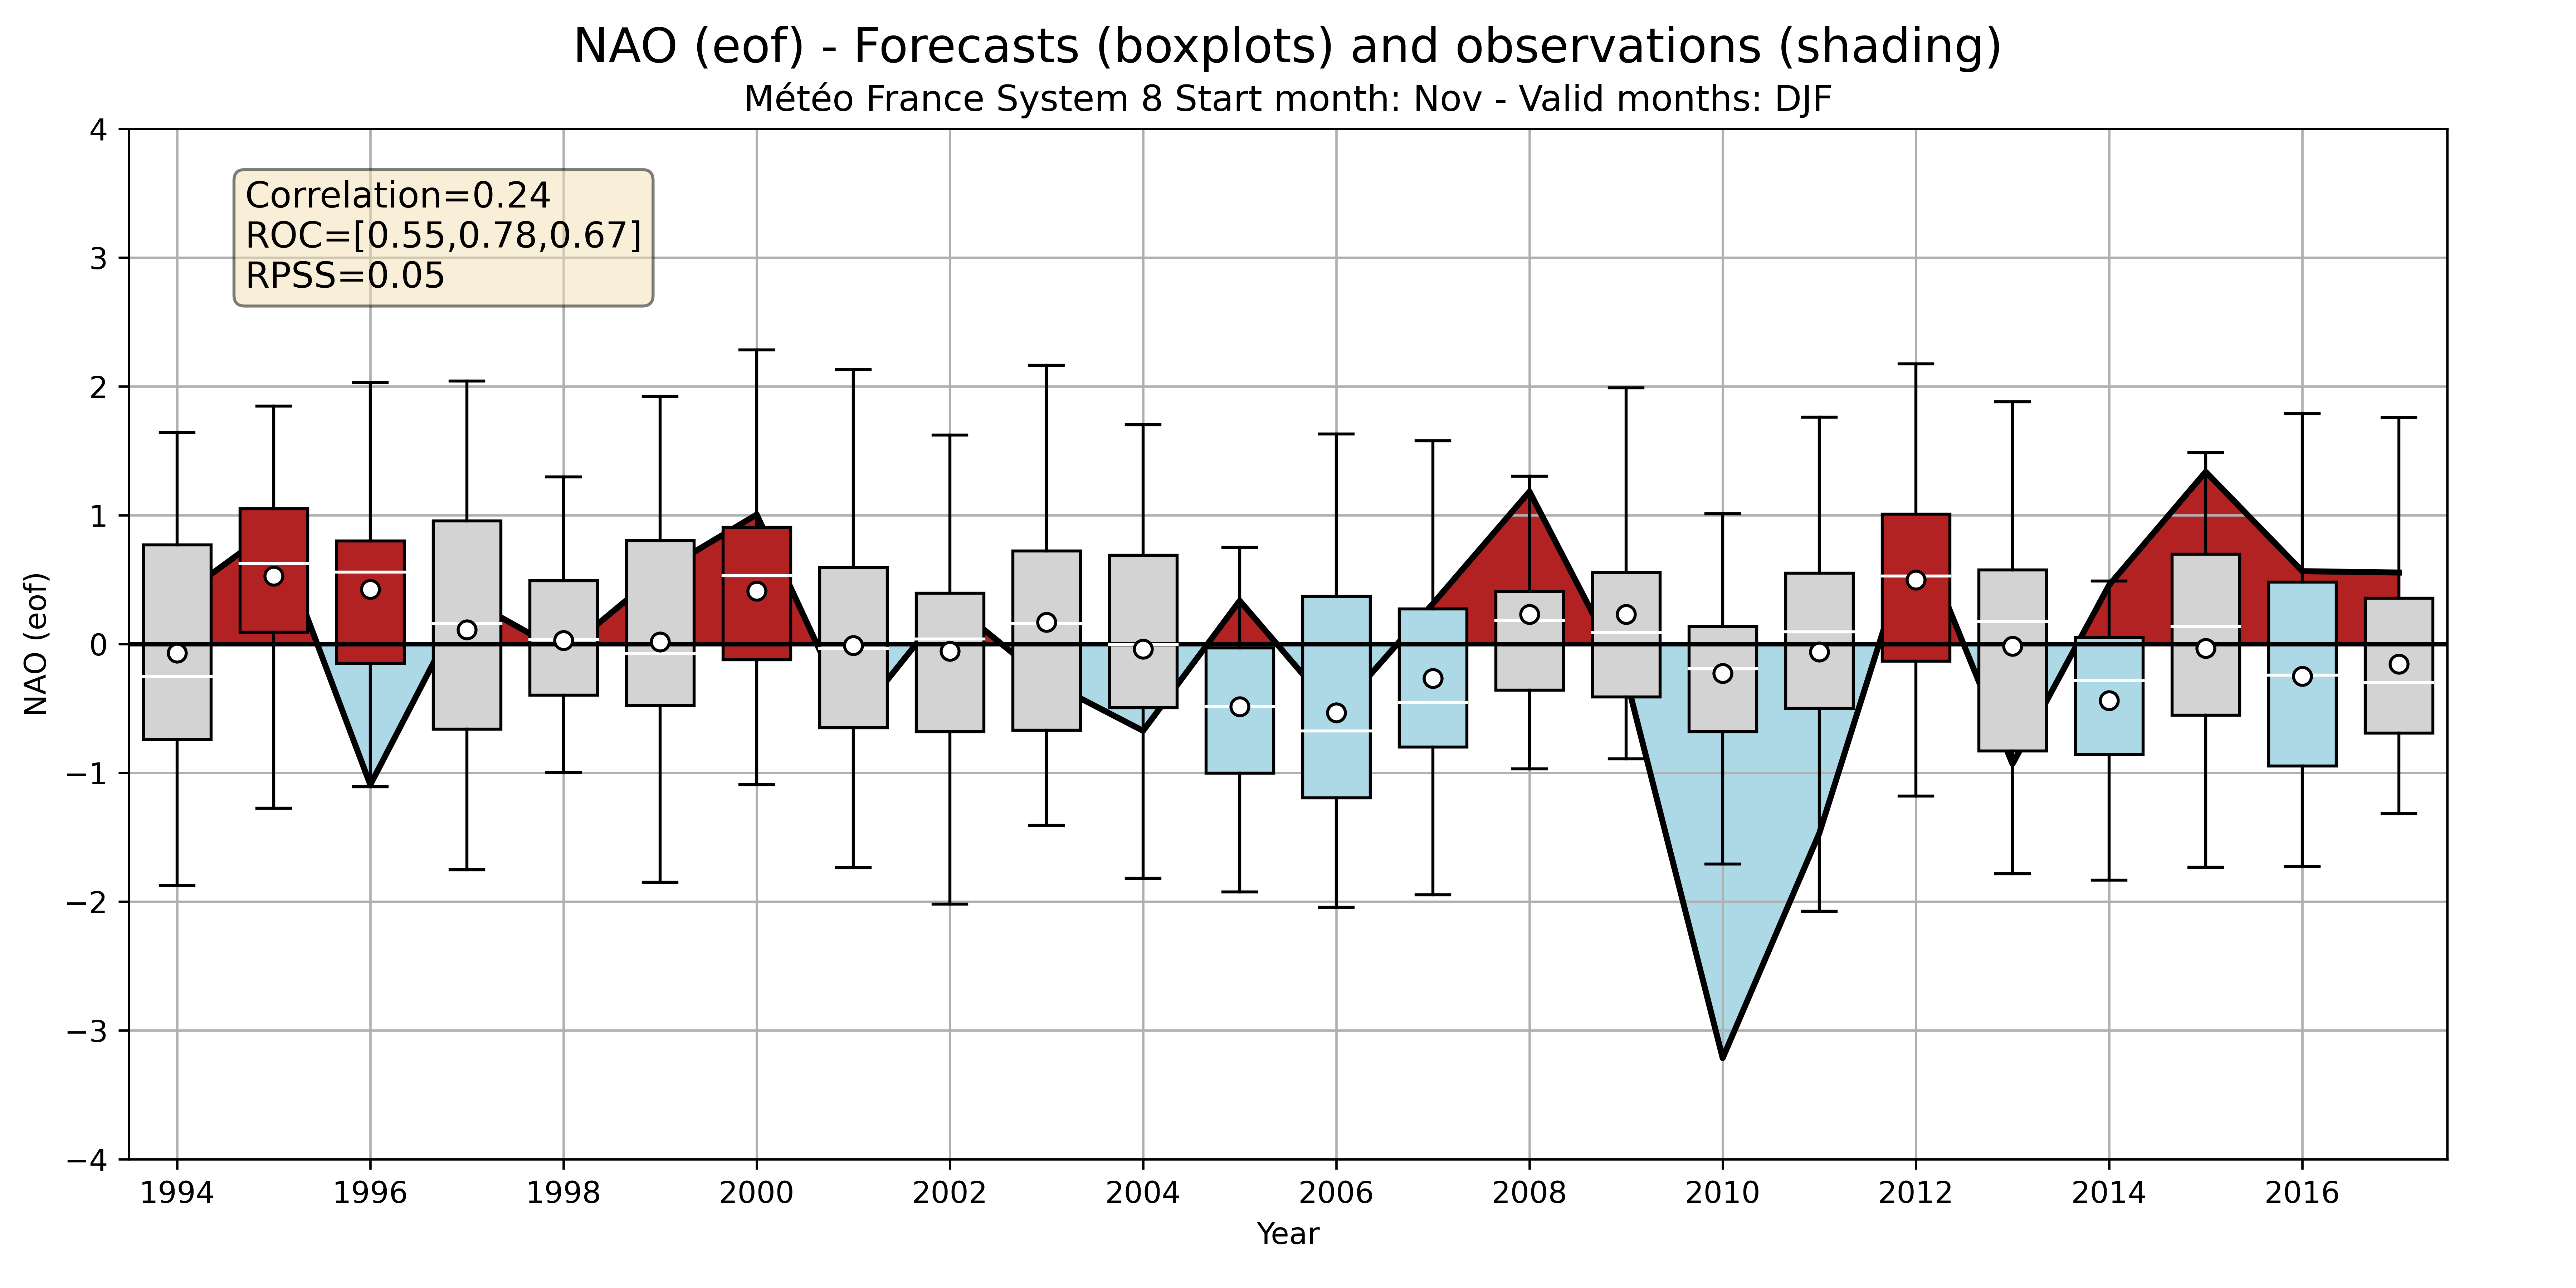 NAO (eof) - Forecasts (boxplots) and observations (shading)
Météo France System 8 Start month: Nov - Valid months: DJF
Correlation=0.24
ROC=[0.55,0.78,0.67]
RPSS=0.05
NAO (eof)
4
3
2
1
0
−1
−2
−3
−4
1994 1996 1998 2000 2002 2004 2006 2008 2010 2012 2014 2016
Year